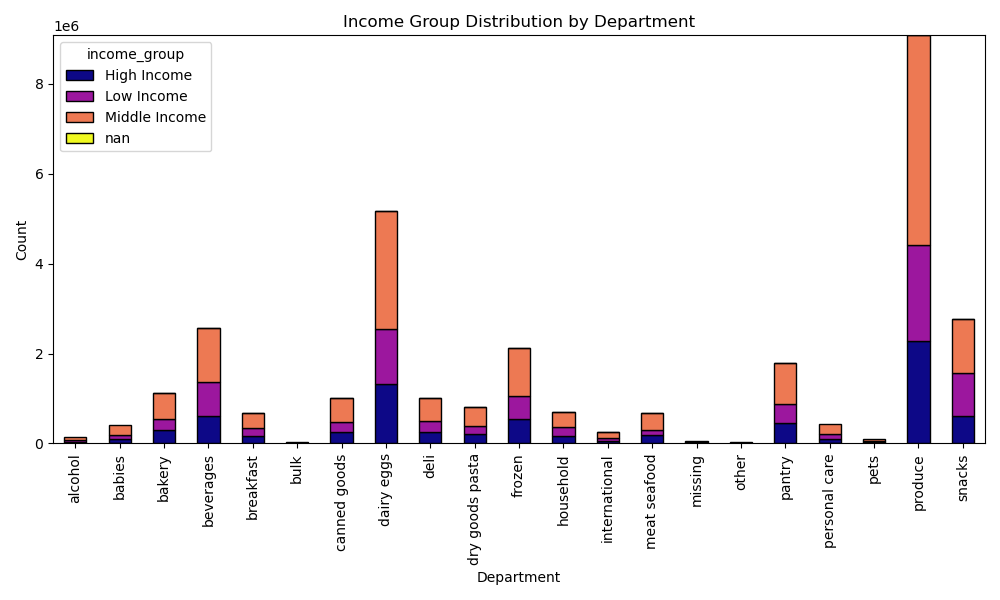 Income Group Distribution by Department
1e6
income_group
High Income
Low Income
Middle Income
nan
8
6
4
2
0
Count
alcohol
babies
bakery
beverages
breakfast
bulk
canned goods
dairy eggs
deli
dry goods pasta
frozen
household
international
meat seafood
missing
other
pantry
personal care
pets
produce
snacks
Department